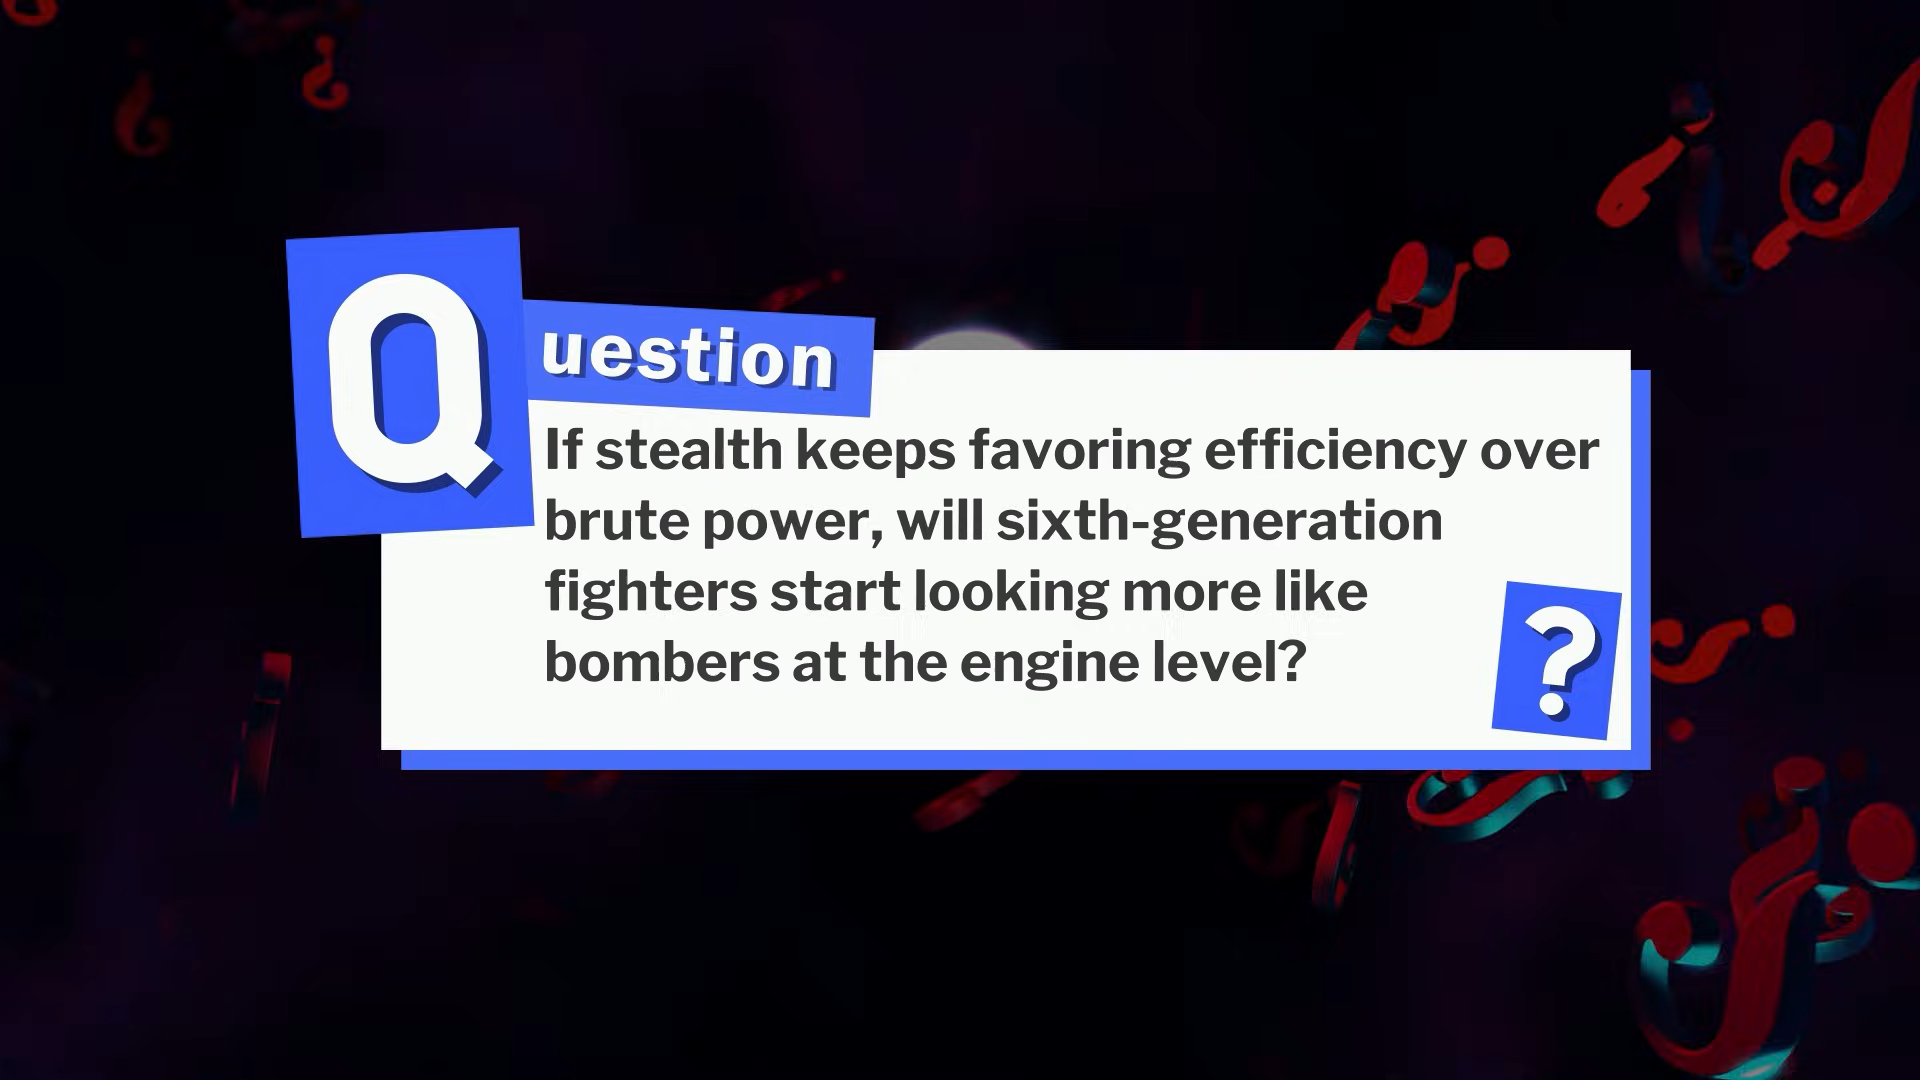 Question
If stealth keeps favoring efficiency over
brute power, will sixth-generation
fighters start looking more like
bombers at the engine level?
?